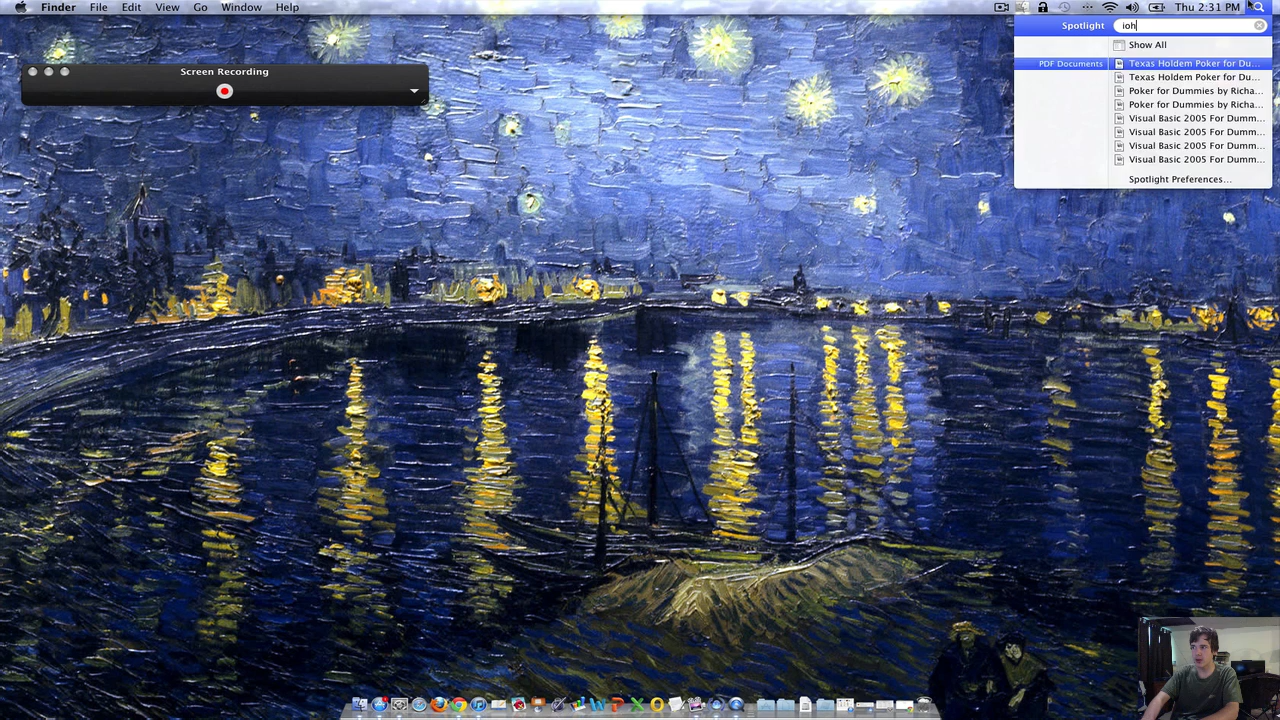 Finder File Edit View Go Window Help Thu 2:31 PM
Spotlight ioh
Show All
PDF Documents Texas Holdem Poker for Du...
Texas Holdem Poker for Du...
Poker for Dummies by Richa...
Poker for Dummies by Richa...
Visual Basic 2005 For Dumm...
Visual Basic 2005 For Dumm...
Visual Basic 2005 For Dumm...
Visual Basic 2005 For Dumm...
Spotlight Preferences...
Screen Recording